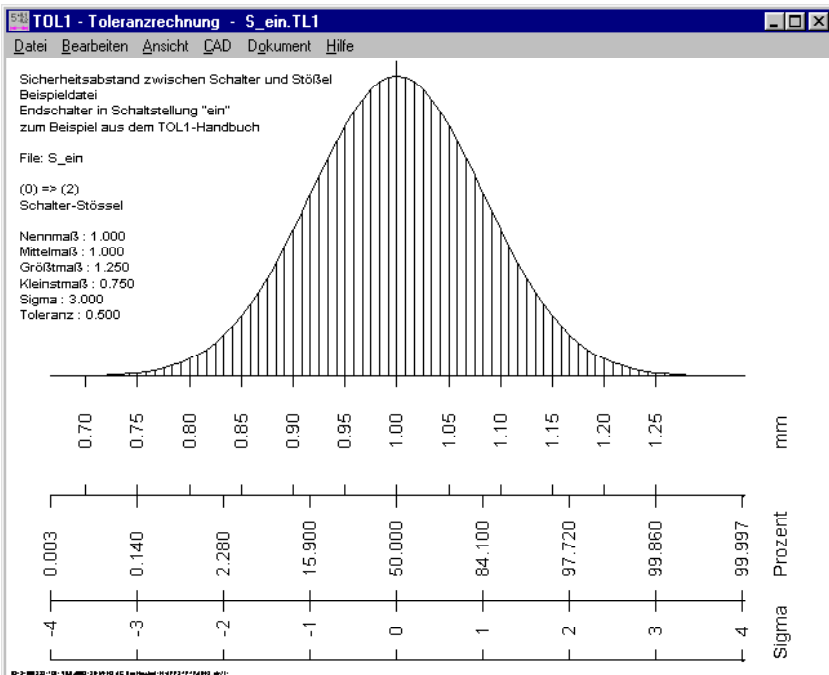 TOL1 - Toleranzrechnung - S_ein.TL1
Datei Bearbeiten Ansicht CAD Dokument Hilfe
Sicherheitsabstand zwischen Schalter und Stößel
Beispieldatei
Endschalter in Schaltstellung "ein"
zum Beispiel aus dem TOL1-Handbuch
File: S_ein
(0) => (2)
Schalter-Stössel
Nennmaß : 1.000
Mittelmaß : 1.000
Größtmaß : 1.250
Kleinstmaß : 0.750
Sigma : 3.000
Toleranz : 0.500
0.70 0.75 0.80 0.85 0.90 0.95 1.00 1.05 1.10 1.15 1.20 1.25 mm
0.003 0.140 2.280 15.900 50.000 84.100 97.720 99.860 99.997 Prozent
-4 -3 -2 -1 0 1 2 3 4 Sigma